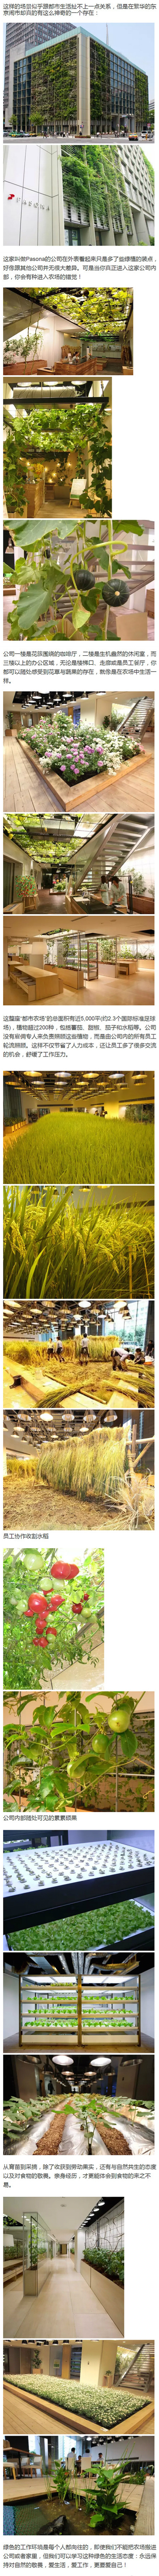 这样的场景似乎跟都市生活扯不上一点关系，但是在繁华的东
京闹市却真的有这么神奇的一个存在：
这家叫做Pasona的公司在外表看起来只是多了些绿植的装点，
好像跟其他公司并无很大差异。可是当你真正进入这家公司内
部，你会有种进入农场的错觉！
公司一楼是花院围绕的咖啡厅，二楼是生机盎然的休闲室，而
三楼以上的办公区域，无论是楼梯口、走廊或是员工餐厅，你
都可以随处感受到花草与蔬果的存在，就像是在农场中生活一
样。
这座座“都市农场”的总面积有近5,000平(约2.3个国际标准足球
场)，植物超过200种，包括番茄、甜椒、茄子和水稻等。公司
没有雇佣专人来负责照顾这些植物，而是由公司内的所有员工
轮流照顾。这样不仅节省了人力成本，还让员工多了很多交流
的机会，舒缓了工作压力。
员工协作收割水稻
公司内部随处可见的累累硕果
从育苗到采摘，除了收获到劳动果实，还有与自然共生的态度
以及对食物的敬畏。亲身经历，才更能体会到食物的来之不
易。
绿色的工作环境是每个人都向往的，即使我们不能把农场搬进
公司或者家里，但我们可以学习这种绿色的生活态度：永远保
持对自然的敬畏，爱生活，爱工作，更要爱自己！